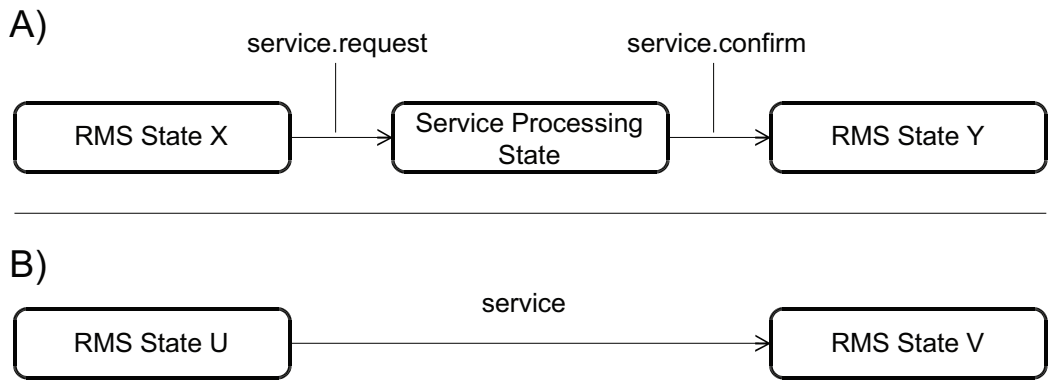 A)
service.request
service.confirm
RMS State X
Service Processing
State
RMS State Y
B)
service
RMS State U
RMS State V